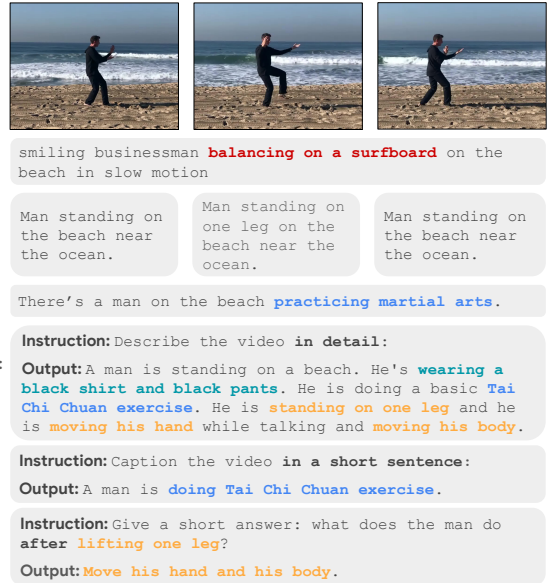 smiling businessman balancing on a surfboard on the
beach in slow motion
Man standing on
the beach near
the ocean.
Man standing on
one leg on the
beach near the
ocean.
Man standing on
the beach near
the ocean.
There's a man on the beach practicing martial arts.
Instruction: Describe the video in detail:
Output: A man is standing on a beach. He's wearing a
black shirt and black pants. He is doing a basic Tai
Chi Chuan exercise. He is standing on one leg and he
is moving his hand while talking and moving his body.
Instruction: Caption the video in a short sentence:
Output: A man is doing Tai Chi Chuan exercise.
Instruction: Give a short answer: what does the man do
after lifting one leg?
Output: Move his hand and his body.